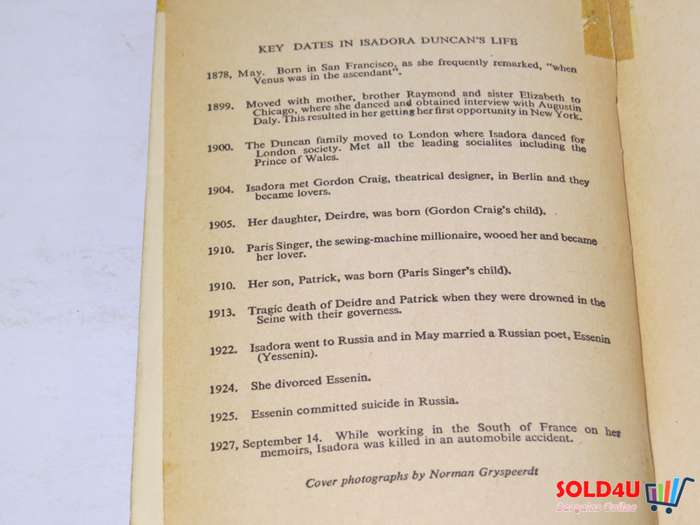 KEY DATES IN ISADORA DUNCAN'S LIFE
1878, May. Born in San Francisco, as she frequently remarked, "when
Venus was in the ascendant".
1899. Moved with mother, brother Raymond and sister Elizabeth to
Chicago, where she danced and obtained interview with Augustin
Daly. This resulted in her getting her first opportunity in New York.
1900. The Duncan family moved to London where Isadora danced for
London society. Met all the leading socialites including the
Prince of Wales.
1904. Isadora met Gordon Craig, theatrical designer, in Berlin and they
became lovers.
1905. Her daughter, Deirdre, was born (Gordon Craig's child).
1910. Paris Singer, the sewing-machine millionaire, wooed her and became
her lover.
1910. Her son, Patrick, was born (Paris Singer's child).
1913. Tragic death of Deidre and Patrick when they were drowned in the
Seine with their governess.
1922. Isadora went to Russia and in May married a Russian poet, Essenin
(Yessenin).
1924. She divorced Essenin.
1925. Essenin committed suicide in Russia.
1927, September 14. While working in the South of France on her
memoirs, Isadora was killed in an automobile accident.
Cover photographs by Norman Gryspeerdt
SOLD4U
Bargains Online